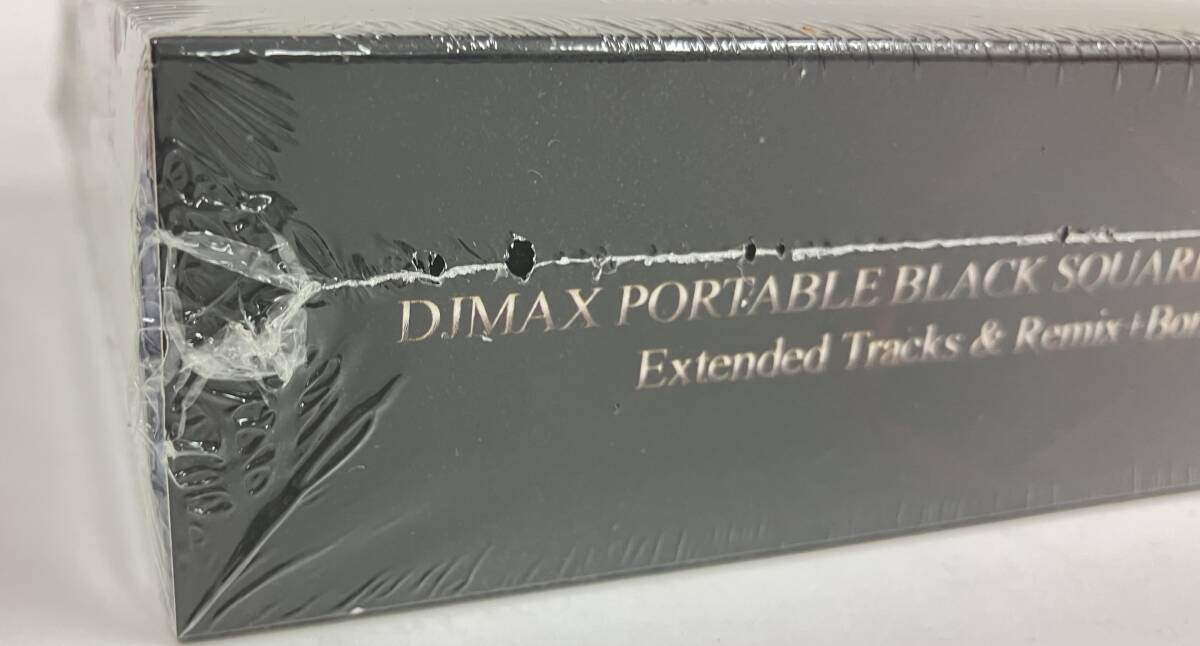 DJMAX PORTABLE BLACK SQUARE
Extended Tracks & Remix+Bon